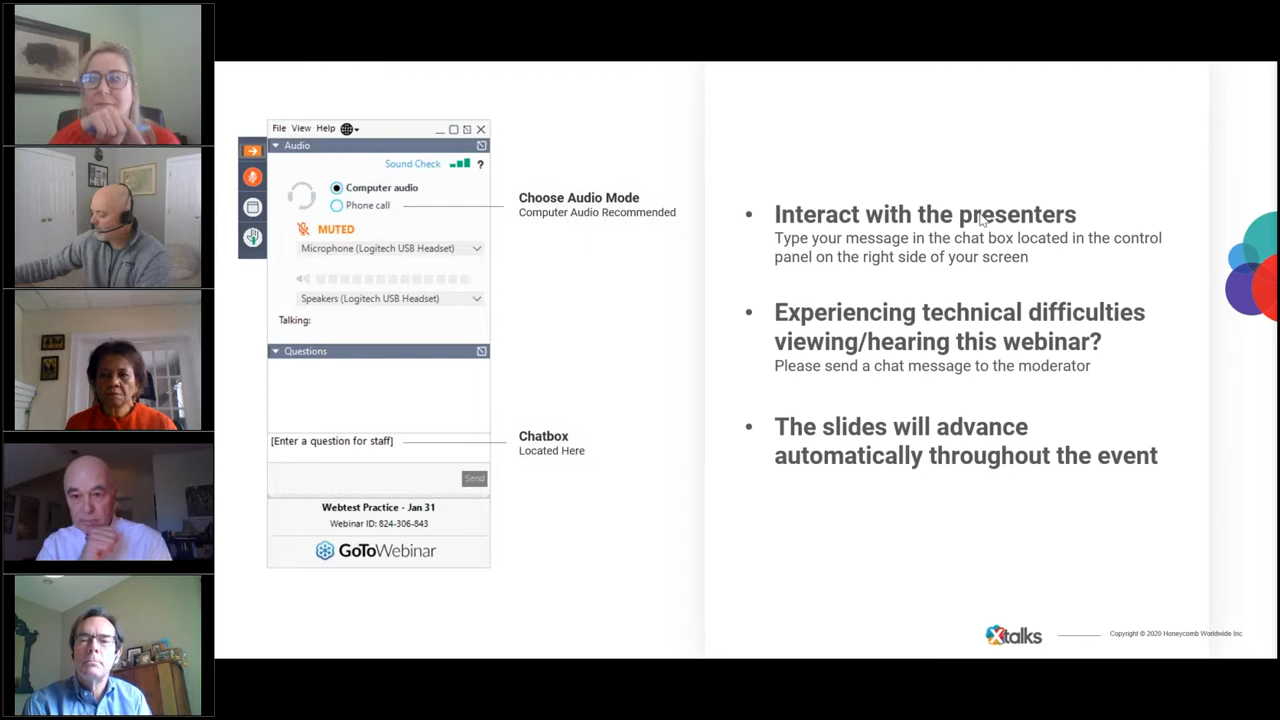 File View Help
Audio
Sound Check
?
Computer audio
Phone call
MUTED
Microphone (Logitech USB Headset)
Speakers (Logitech USB Headset)
Talking:
Questions
[Enter a question for staff]
Send
Webtest Practice - Jan 31
Webinar ID: 824-306-843
GoToWebinar
Choose Audio Mode
Computer Audio Recommended
Chatbox
Located Here
• Interact with the presenters
Type your message in the chat box located in the control
panel on the right side of your screen
• Experiencing technical difficulties
viewing/hearing this webinar?
Please send a chat message to the moderator
• The slides will advance
automatically throughout the event
Xtalks
Copyright © 2020 Honeycomb Worldwide Inc.